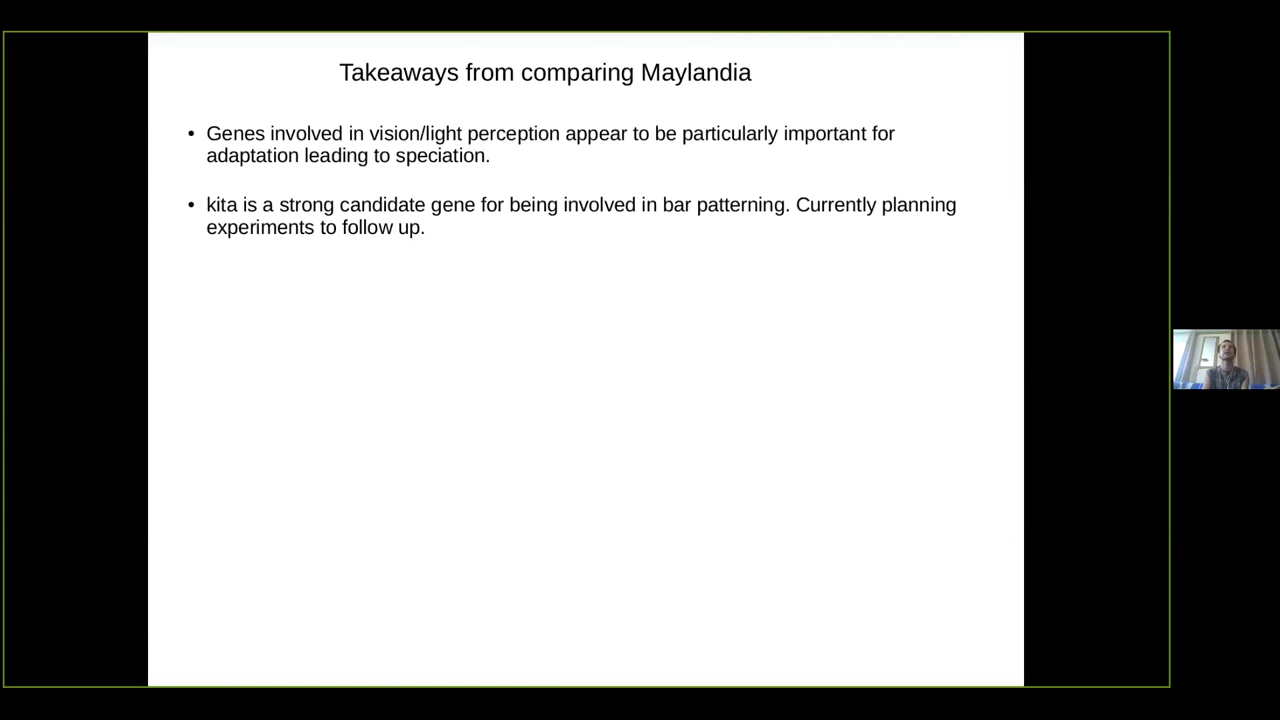 Takeaways from comparing Maylandia
• Genes involved in vision/light perception appear to be particularly important for
adaptation leading to speciation.
• kita is a strong candidate gene for being involved in bar patterning. Currently planning
experiments to follow up.